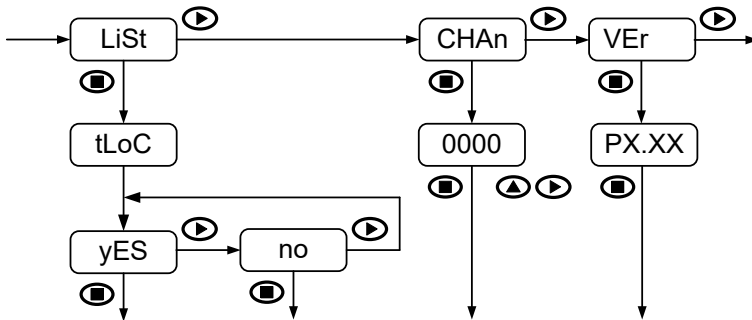 LiSt
CHAn
VEr
tLoC
0000
PX.XX
yES
no